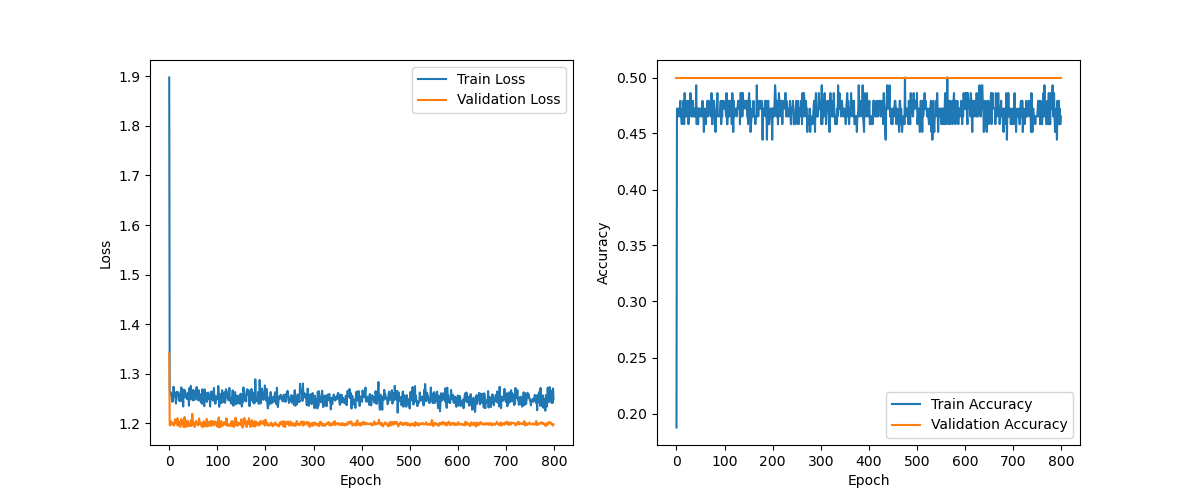 Train Loss
Validation Loss
1.9
1.8
1.7
1.6
1.5
1.4
1.3
1.2
Loss
0 100 200 300 400 500 600 700 800
Epoch
0.50
0.45
0.40
0.35
0.30
0.25
0.20
Accuracy
Train Accuracy
Validation Accuracy
0 100 200 300 400 500 600 700 800
Epoch